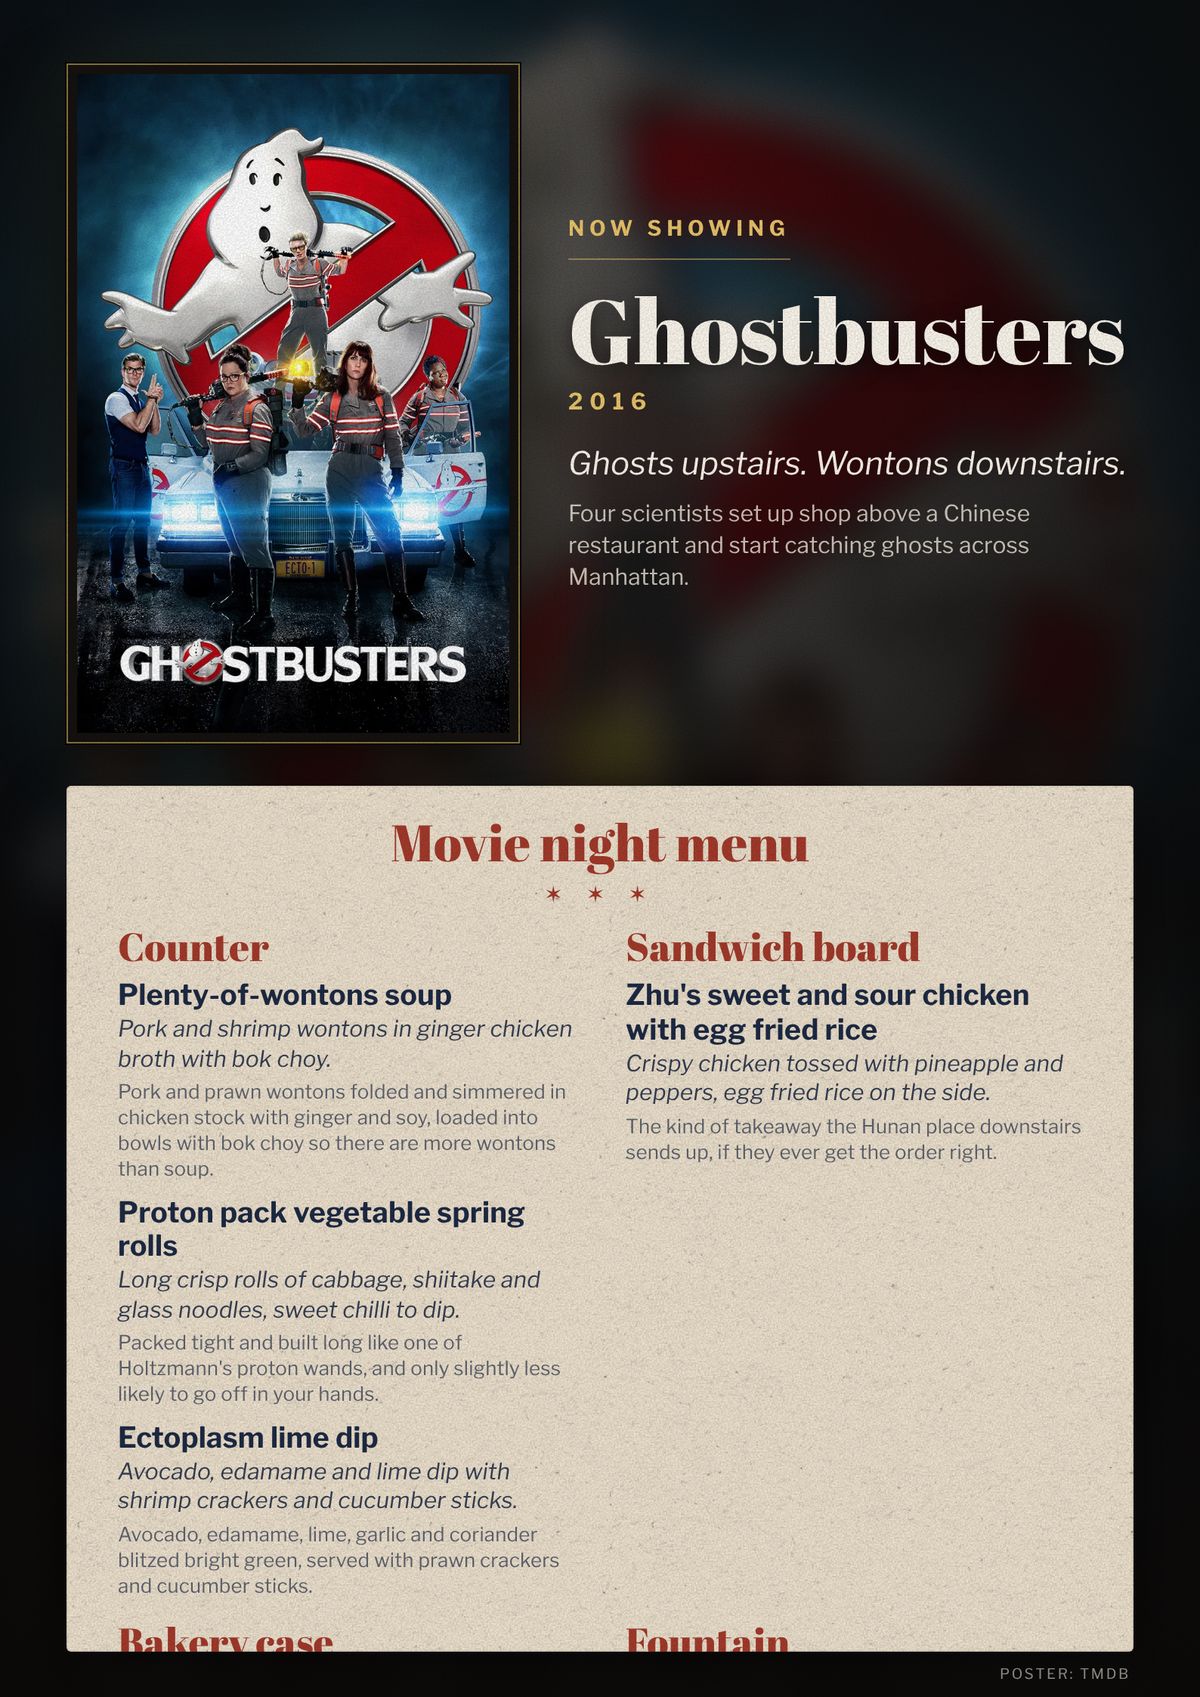 GHOSTBUSTERS
ECTO-1
NOW SHOWING
Ghostbusters
2016
Ghosts upstairs. Wontons downstairs.
Four scientists set up shop above a Chinese
restaurant and start catching ghosts across
Manhattan.
Movie night menu
Counter
Plenty-of-wontons soup
Pork and shrimp wontons in ginger chicken
broth with bok choy.
Pork and prawn wontons folded and simmered in
chicken stock with ginger and soy, loaded into
bowls with bok choy so there are more wontons
than soup.
Proton pack vegetable spring
rolls
Long crisp rolls of cabbage, shiitake and
glass noodles, sweet chilli to dip.
Packed tight and built long like one of
Holtzmann's proton wands, and only slightly less
likely to go off in your hands.
Ectoplasm lime dip
Avocado, edamame and lime dip with
shrimp crackers and cucumber sticks.
Avocado, edamame, lime, garlic and coriander
blitzed bright green, served with prawn crackers
and cucumber sticks.
Sandwich board
Zhu's sweet and sour chicken
with egg fried rice
Crispy chicken tossed with pineapple and
peppers, egg fried rice on the side.
The kind of takeaway the Hunan place downstairs
sends up, if they ever get the order right.
Bakery case
Fountain
POSTER: TMDB